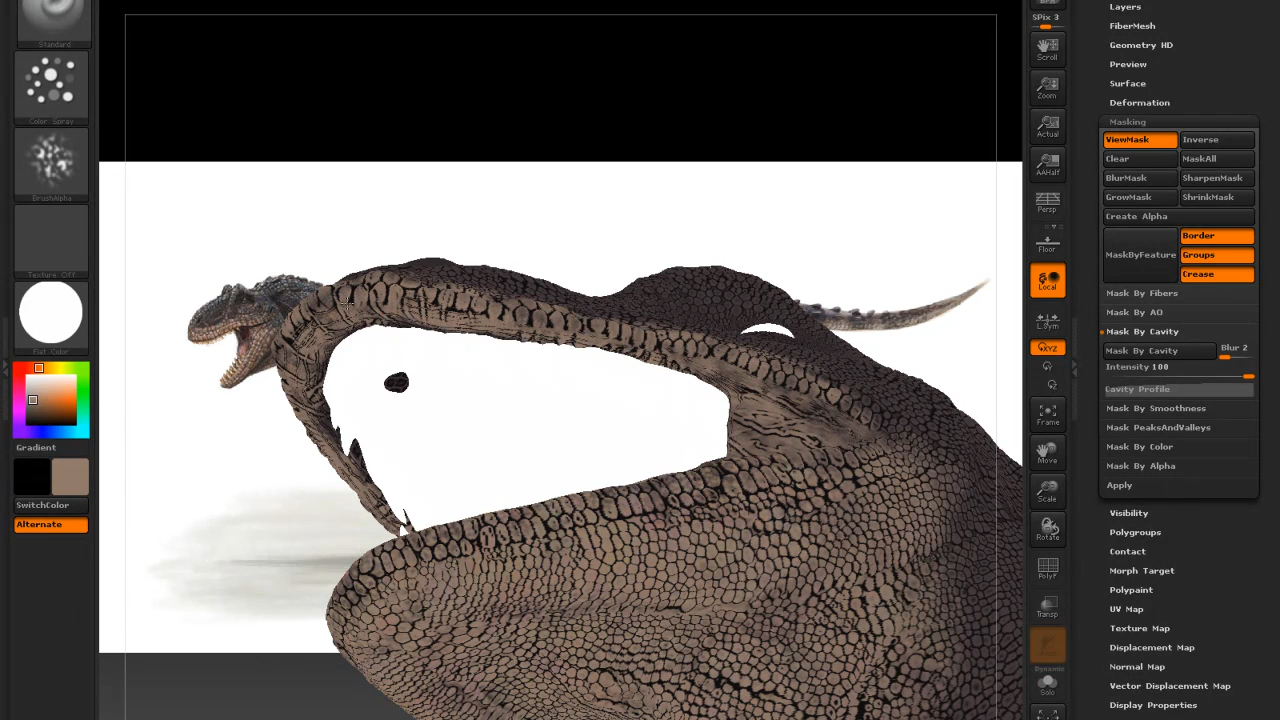 Standard
Color Spray
BrushAlpha
Texture Off
Flat Color
Gradient
SwitchColor
Alternate
SPix 3
Scroll
Zoom
Actual
AAHalf
Persp
Floor
Local
L.Sym
XYZ
Frame
Move
Scale
Rotate
PolyF
Transp
Dynamic
Solo
Layers
FiberMesh
Geometry HD
Preview
Surface
Deformation
Masking
ViewMask Inverse
Clear MaskAll
BlurMask SharpenMask
GrowMask ShrinkMask
Create Alpha
MaskByFeature
Border
Groups
Crease
Mask By Fibers
Mask By AO
Mask By Cavity
Mask By Cavity Blur 2
Intensity 100
Cavity Profile
Mask By Smoothness
Mask PeaksAndValleys
Mask By Color
Mask By Alpha
Apply
Visibility
Polygroups
Contact
Morph Target
Polypaint
UV Map
Texture Map
Displacement Map
Normal Map
Vector Displacement Map
Display Properties